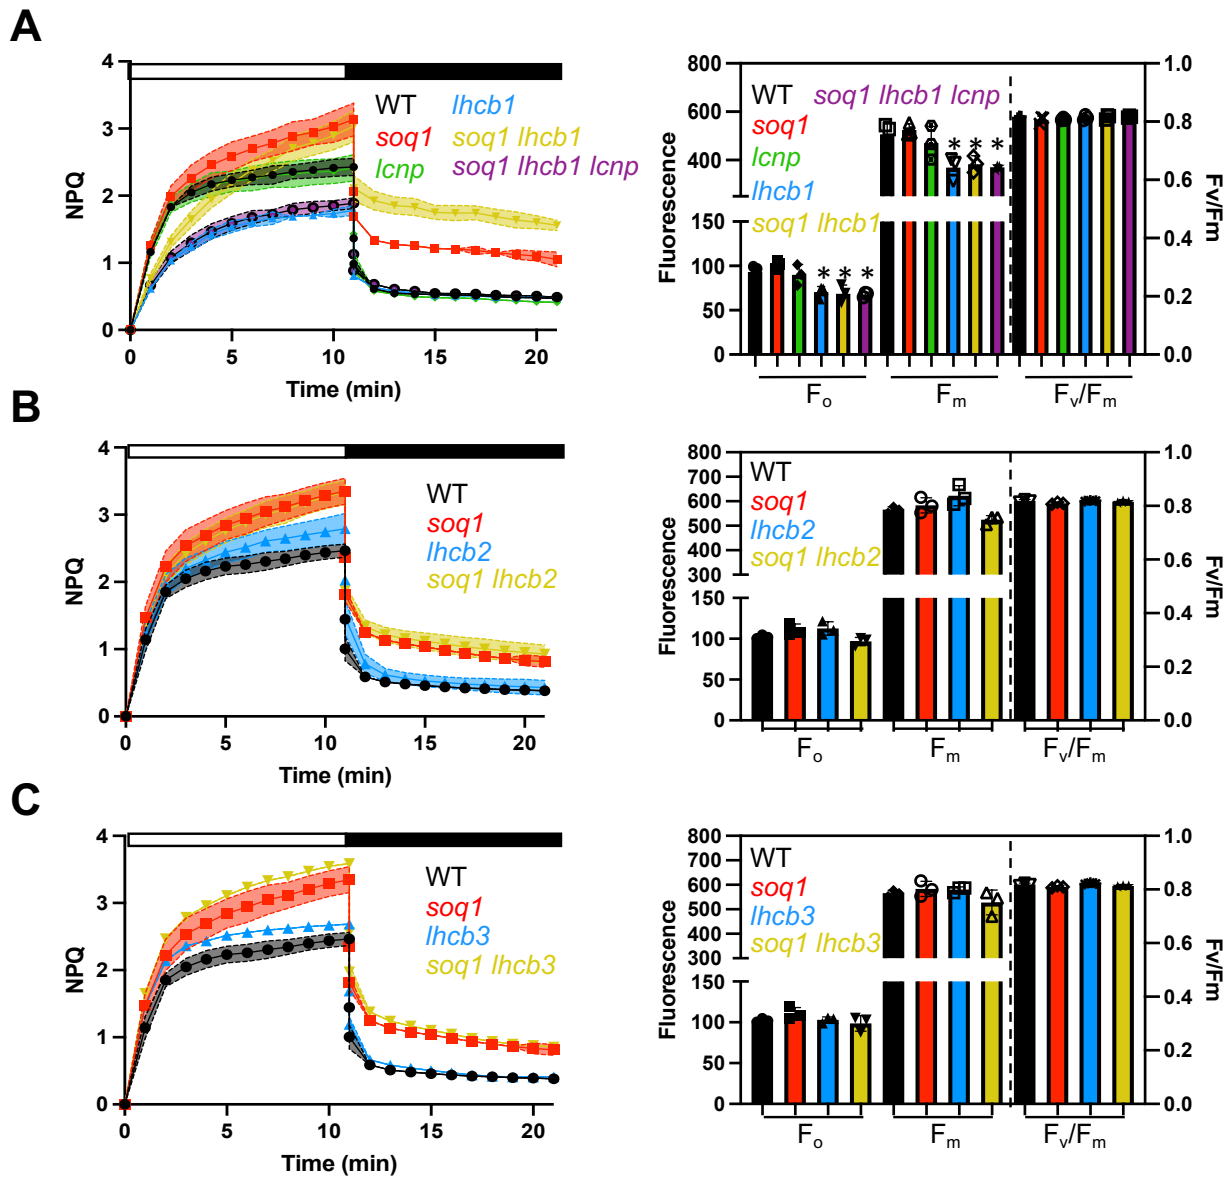 A
4
3
2
1
0
NPQ
WT lhcb1
soq1 soq1 lhcb1
lcnp soq1 lhcb1 lcnp
0 5 10 15 20
Time (min)
800
600
400
150
100
50
0
Fluorescence
WT soq1 lhcb1 lcnp
soq1
lcnp
lhcb1
soq1 lhcb1
* * *
* * *
1.0
0.8
0.6
0.4
0.2
0.0
Fv/Fm
Fo Fm Fv/Fm
B
4
3
2
1
0
NPQ
WT
soq1
lhcb2
soq1 lhcb2
0 5 10 15 20
Time (min)
800
700
600
500
400
300
150
100
50
0
Fluorescence
WT
soq1
lhcb2
soq1 lhcb2
1.0
0.8
0.6
0.4
0.2
0.0
Fv/Fm
Fo Fm Fv/Fm
C
4
3
2
1
0
NPQ
WT
soq1
lhcb3
soq1 lhcb3
0 5 10 15 20
Time (min)
800
700
600
500
400
300
150
100
50
0
Fluorescence
WT
soq1
lhcb3
soq1 lhcb3
1.0
0.8
0.6
0.4
0.2
0.0
Fv/Fm
Fo Fm Fv/Fm